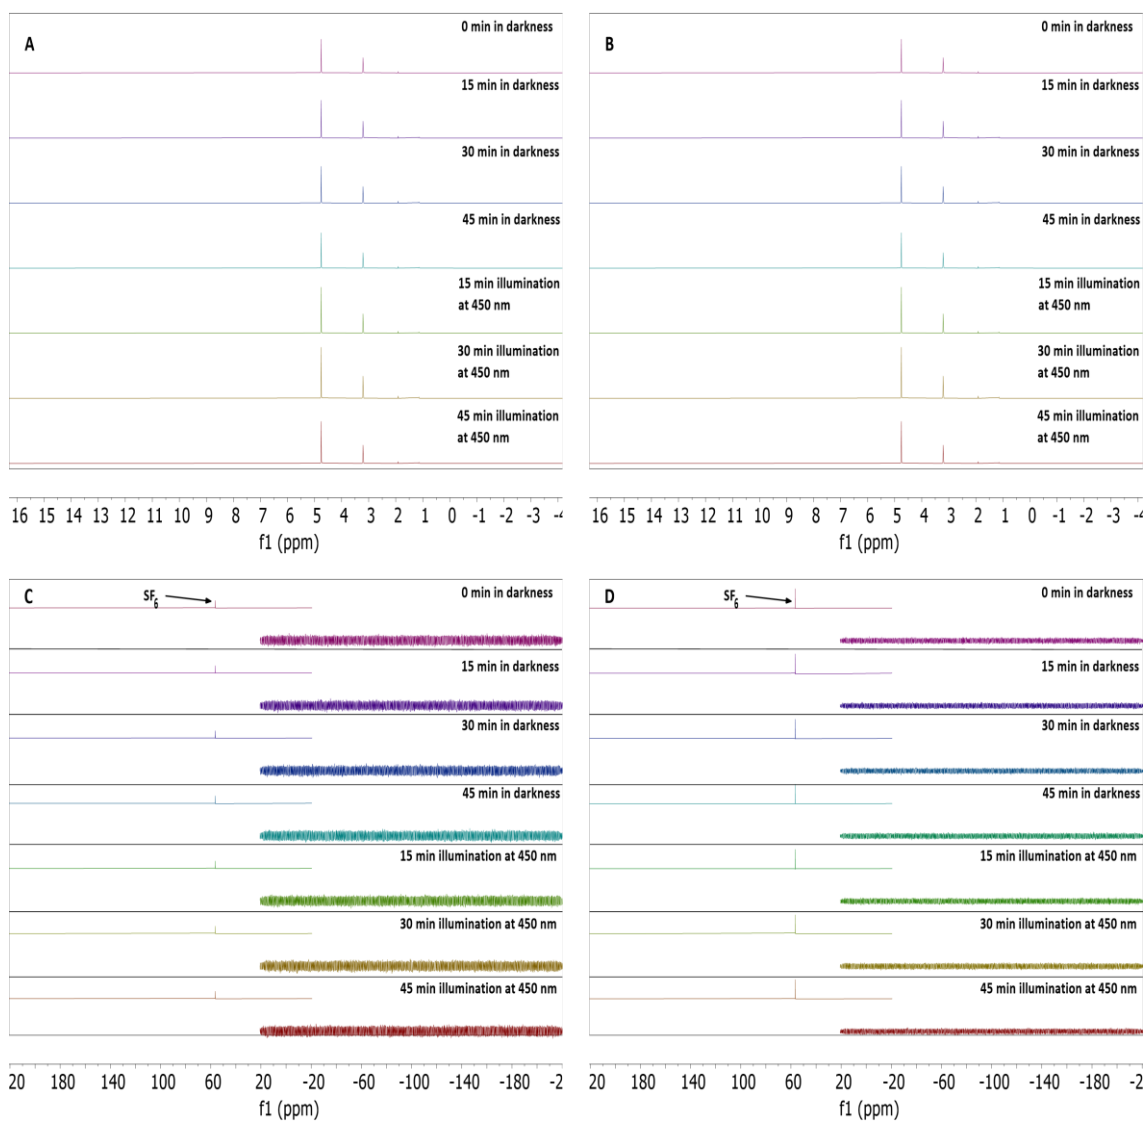 A
0 min in darkness
15 min in darkness
30 min in darkness
45 min in darkness
15 min illumination
at 450 nm
30 min illumination
at 450 nm
45 min illumination
at 450 nm
16 15 14 13 12 11 10 9 8 7 6 5 4 3 2 1 0 -1 -2 -3 -4
f1 (ppm)
B
0 min in darkness
15 min in darkness
30 min in darkness
45 min in darkness
15 min illumination
at 450 nm
30 min illumination
at 450 nm
45 min illumination
at 450 nm
16 15 14 13 12 11 10 9 8 7 6 5 4 3 2 1 0 -1 -2 -3 -4
f1 (ppm)
C
SF6
0 min in darkness
15 min in darkness
30 min in darkness
45 min in darkness
15 min illumination at 450 nm
30 min illumination at 450 nm
45 min illumination at 450 nm
20 180 140 100 60 20 -20 -60 -100 -140 -180 -2
f1 (ppm)
D
SF6
0 min in darkness
15 min in darkness
30 min in darkness
45 min in darkness
15 min illumination at 450 nm
30 min illumination at 450 nm
45 min illumination at 450 nm
20 180 140 100 60 20 -20 -60 -100 -140 -180 -2
f1 (ppm)